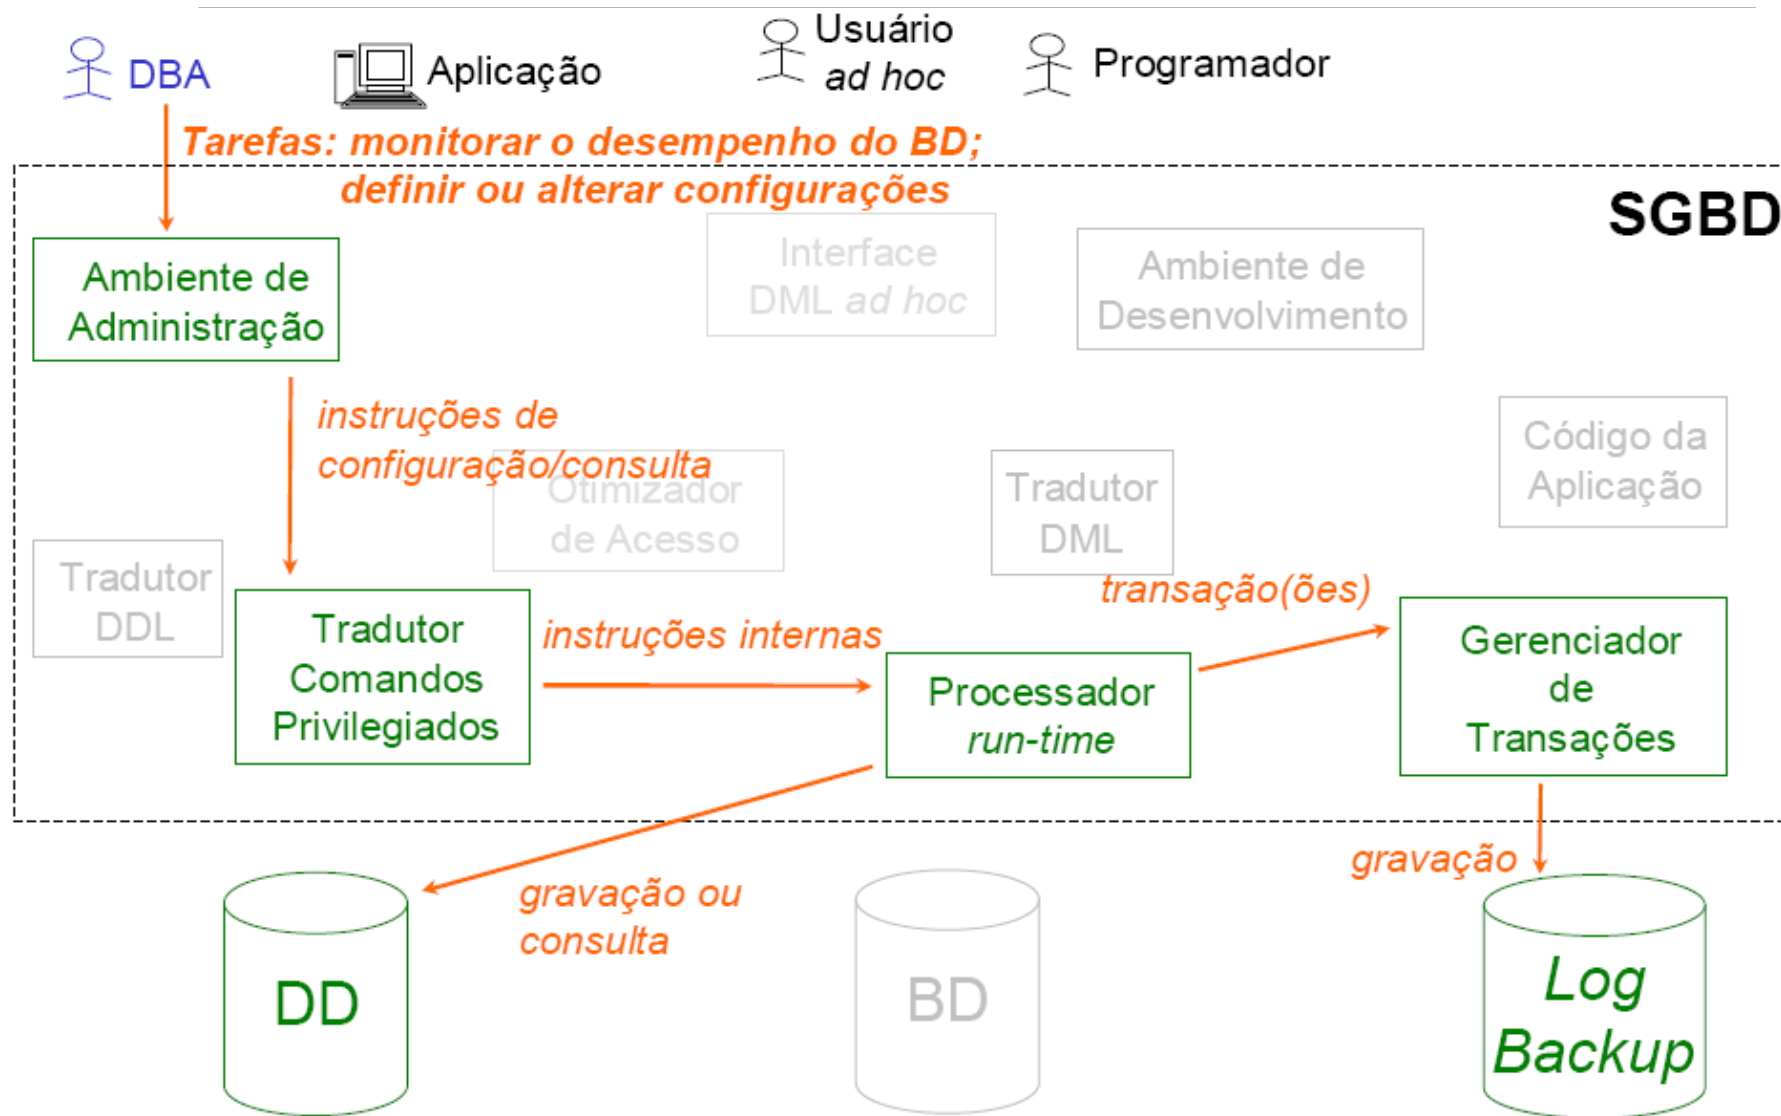 DBA
Aplicação
Usuário
ad hoc
Programador
Tarefas: monitorar o desempenho do BD;
definir ou alterar configurações
SGBD
Ambiente de
Administração
Interface
DML ad hoc
Ambiente de
Desenvolvimento
instruções de
configuração/consulta
Otimizador
de Acesso
Tradutor
DML
Código da
Aplicação
Tradutor
DDL
Tradutor
Comandos
Privilegiados
instruções internas
Processador
run-time
transação(ões)
Gerenciador
de
Transações
gravação ou
consulta
gravação
DD
BD
Log
Backup